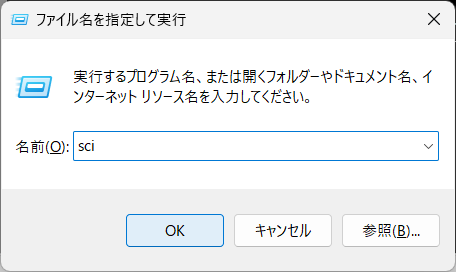 ファイル名を指定して実行
実行するプログラム名、または開くフォルダーやドキュメント名、イ
ンターネット リソース名を入力してください。
名前(O): sci
OK キャンセル 参照(B)...